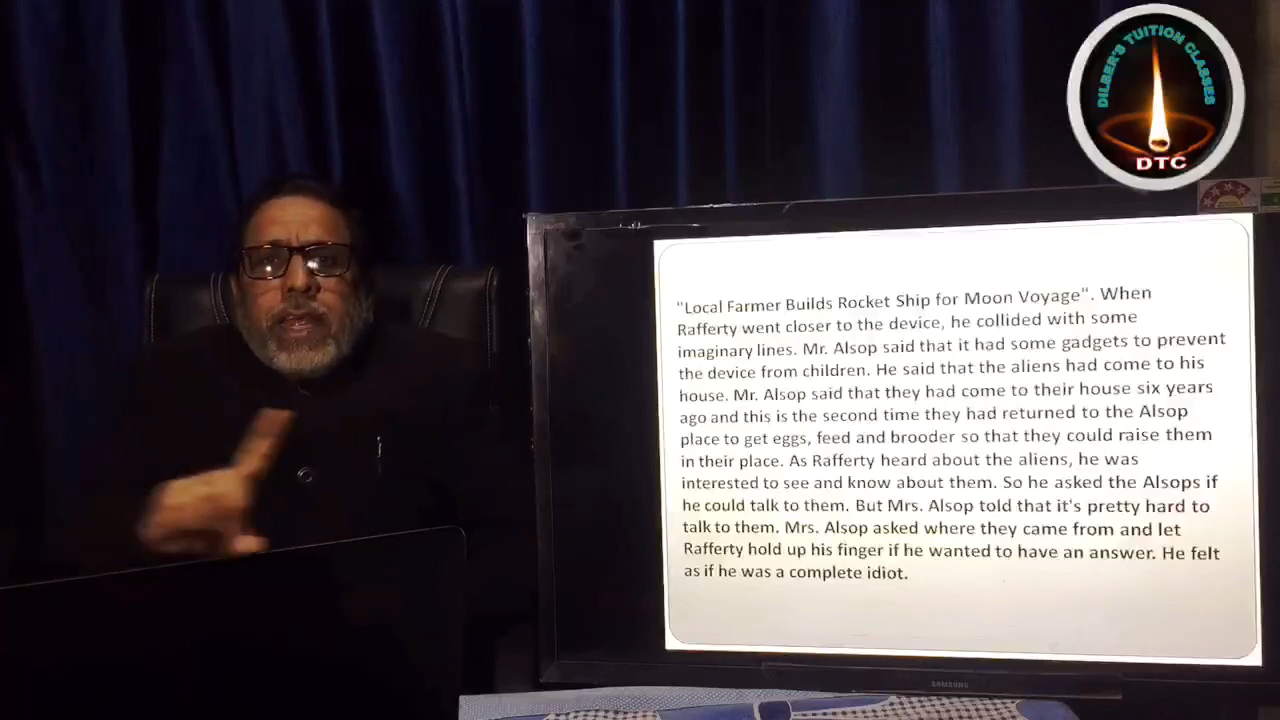 DILBER'S TUITION CLASSES
DTC
"Local Farmer Builds Rocket Ship for Moon Voyage". When
Rafferty went closer to the device, he collided with some
imaginary lines. Mr. Alsop said that it had some gadgets to prevent
the device from children. He said that the aliens had come to his
house. Mr. Alsop said that they had come to their house six years
ago and this is the second time they had returned to the Alsop
place to get eggs, feed and brooder so that they could raise them
in their place. As Rafferty heard about the aliens, he was
interested to see and know about them. So he asked the Alsops if
he could talk to them. But Mrs. Alsop told that it's pretty hard to
talk to them. Mrs. Alsop asked where they came from and let
Rafferty hold up his finger if he wanted to have an answer. He felt
as if he was a complete idiot.
SAMSUNG